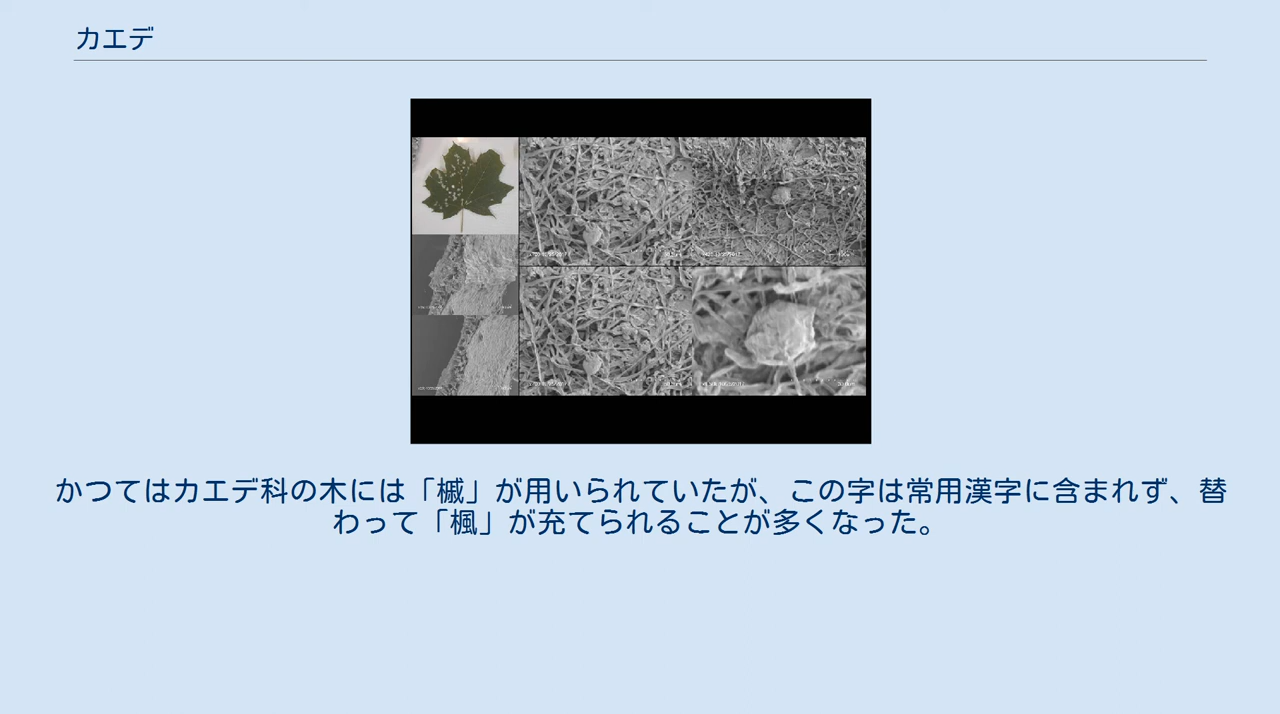 カエデ
かつてはカエデ科の木には「槭」が用いられていたが、この字は常用漢字に含まれず、替
わって「楓」が充てられることが多くなった。